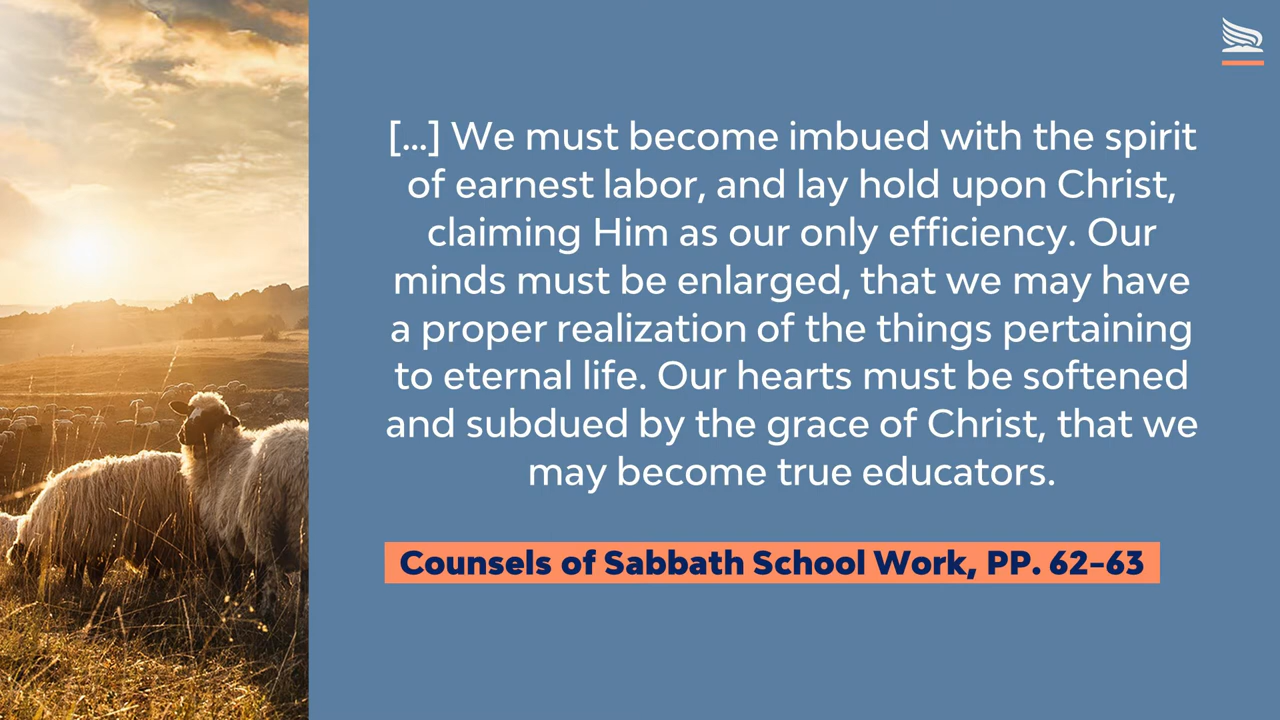 [...] We must become imbued with the spirit
of earnest labor, and lay hold upon Christ,
claiming Him as our only efficiency. Our
minds must be enlarged, that we may have
a proper realization of the things pertaining
to eternal life. Our hearts must be softened
and subdued by the grace of Christ, that we
may become true educators.
Counsels of Sabbath School Work, PP. 62–63